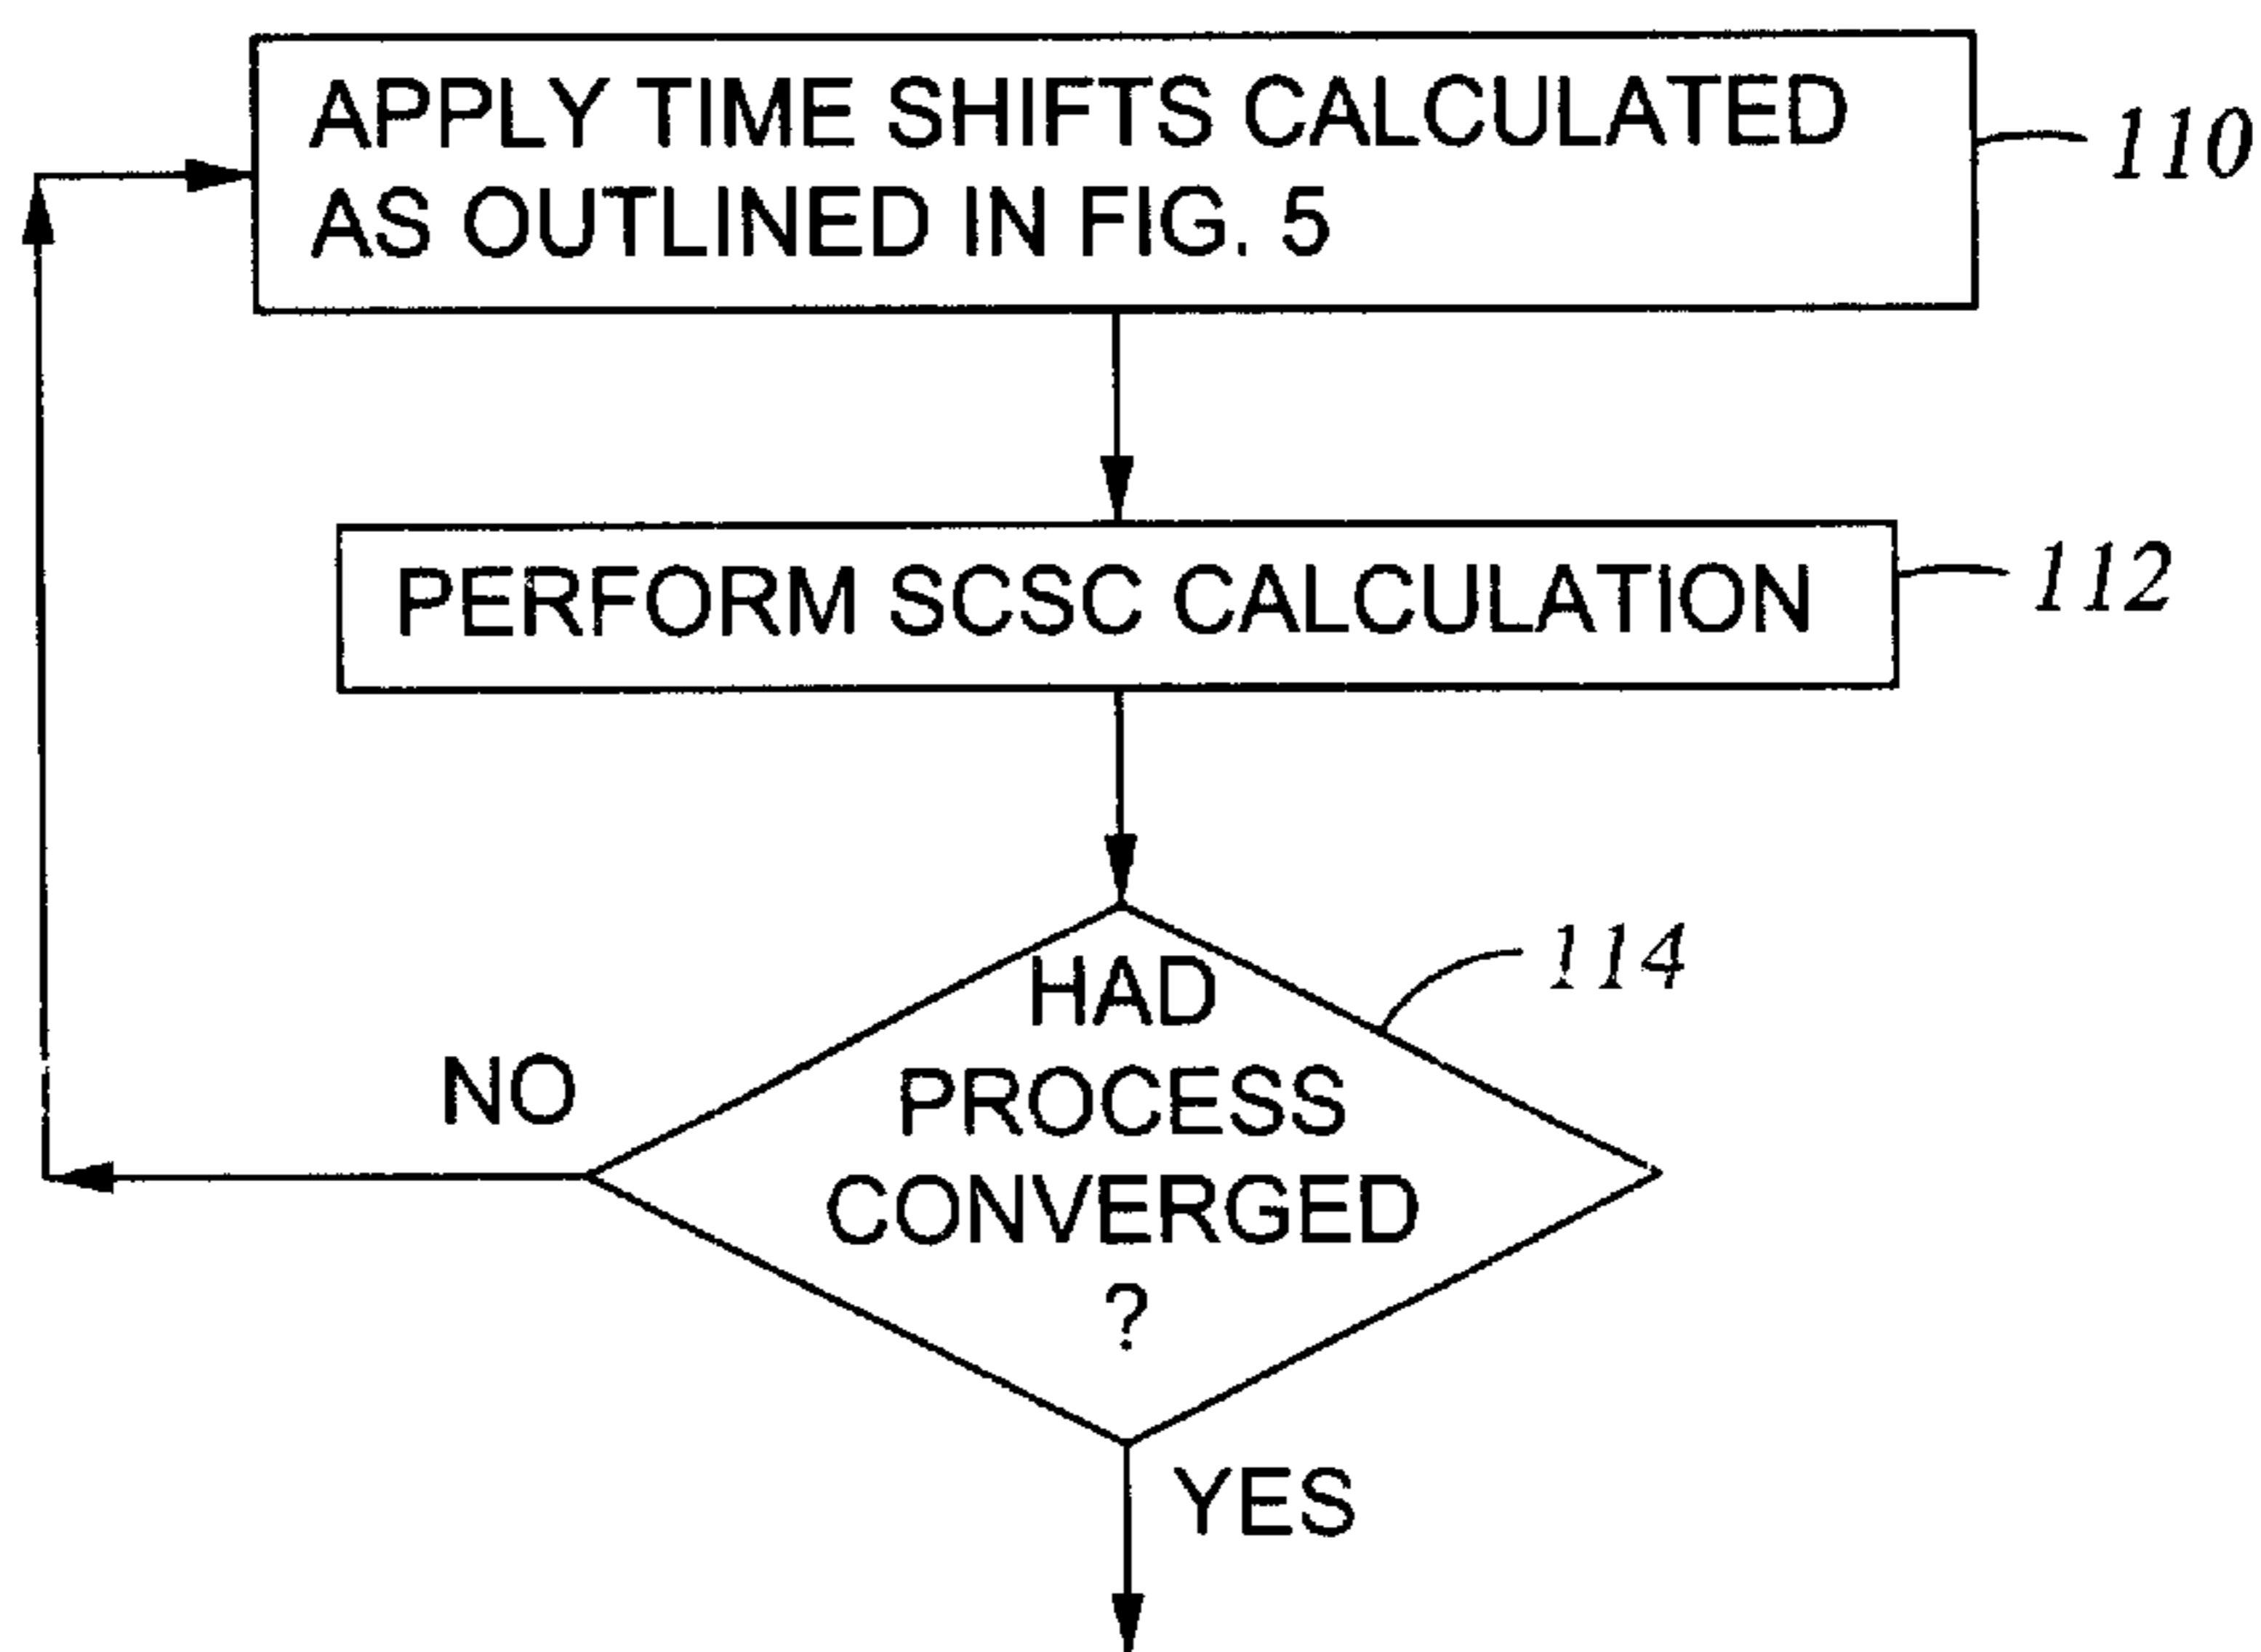 APPLY TIME SHIFTS CALCULATED
AS OUTLINED IN FIG. 5
110
PERFORM SCSC CALCULATION
112
HAD
PROCESS
CONVERGED
?
114
NO
YES